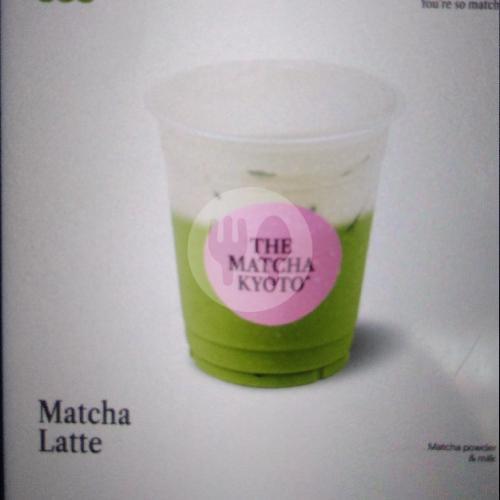 You're so match
THE
MATCHA
KYOTO
Matcha
Latte
Matcha powder
& milk